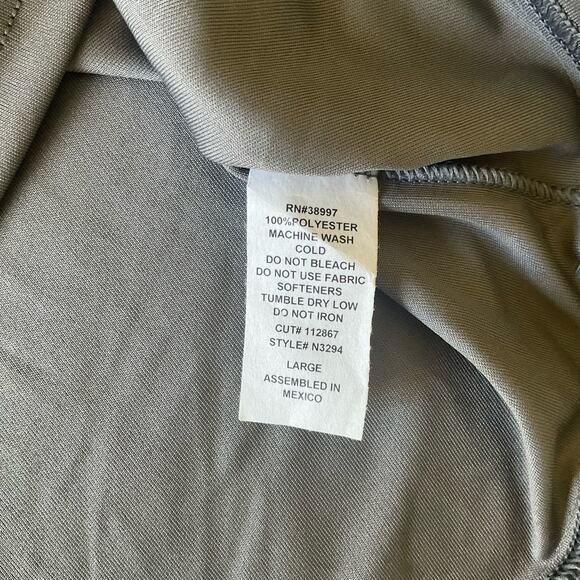 RN#38997
100%POLYESTER
MACHINE WASH
COLD
DO NOT BLEACH
DO NOT USE FABRIC
SOFTENERS
TUMBLE DRY LOW
DO NOT IRON
CUT# 112867
STYLE# N3294
LARGE
ASSEMBLED IN
MEXICO